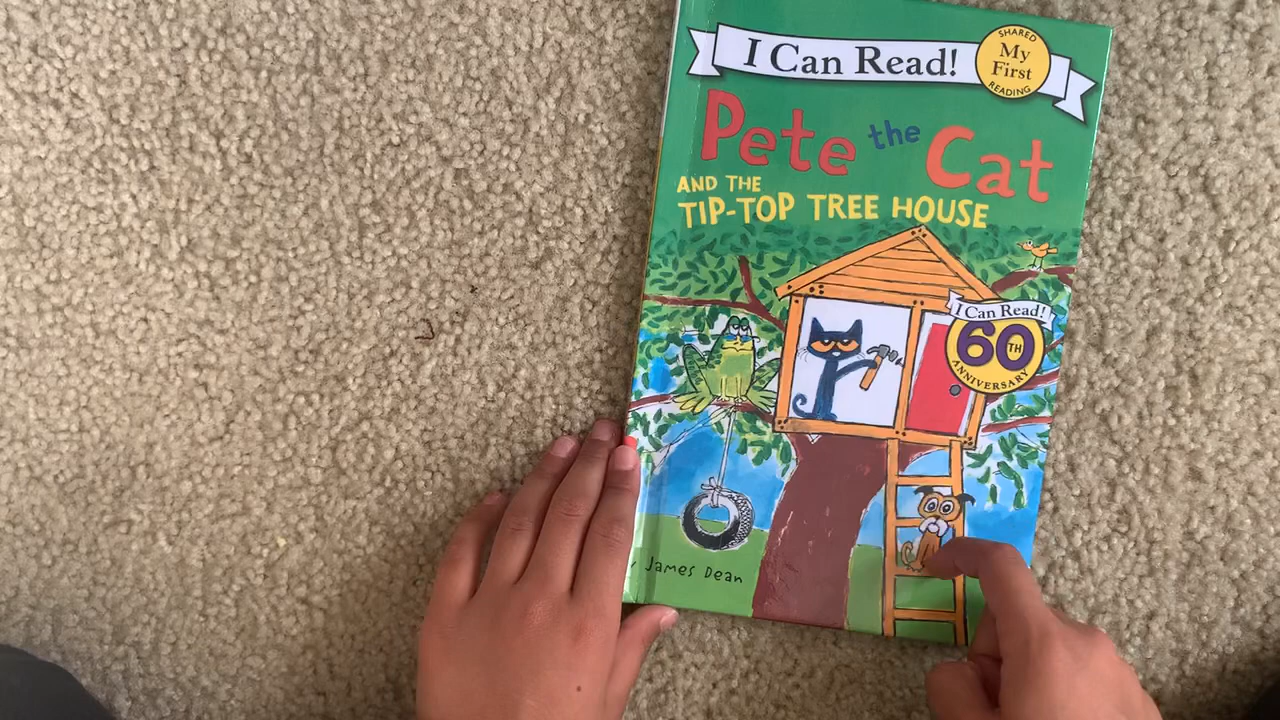 I Can Read!
SHARED
My
First
READING
Pete the Cat
AND THE
TIP-TOP TREE HOUSE
I Can Read!
60TH
ANNIVERSARY
James Dean